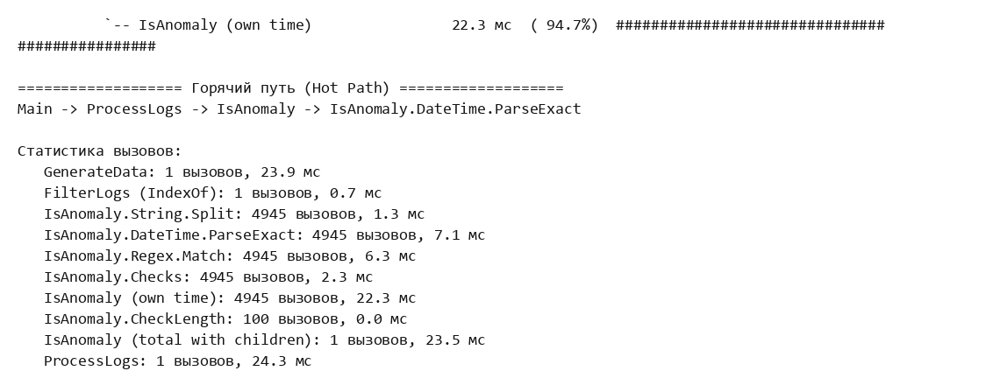 `-- IsAnomaly (own time)                22.3 мс  ( 94.7%)  ###############################
################
=================== Горячий путь (Hot Path) ===================
Main -> ProcessLogs -> IsAnomaly -> IsAnomaly.DateTime.ParseExact
Статистика вызовов:
GenerateData: 1 вызовов, 23.9 мс
FilterLogs (IndexOf): 1 вызовов, 0.7 мс
IsAnomaly.String.Split: 4945 вызовов, 1.3 мс
IsAnomaly.DateTime.ParseExact: 4945 вызовов, 7.1 мс
IsAnomaly.Regex.Match: 4945 вызовов, 6.3 мс
IsAnomaly.Checks: 4945 вызовов, 2.3 мс
IsAnomaly (own time): 4945 вызовов, 22.3 мс
IsAnomaly.CheckLength: 100 вызовов, 0.0 мс
IsAnomaly (total with children): 1 вызовов, 23.5 мс
ProcessLogs: 1 вызовов, 24.3 мс